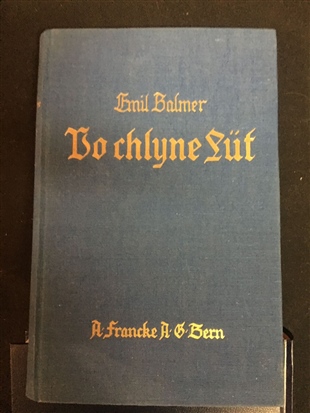 Emil Balmer
Vo chlyne Lüt
A. Francke A. G. Bern